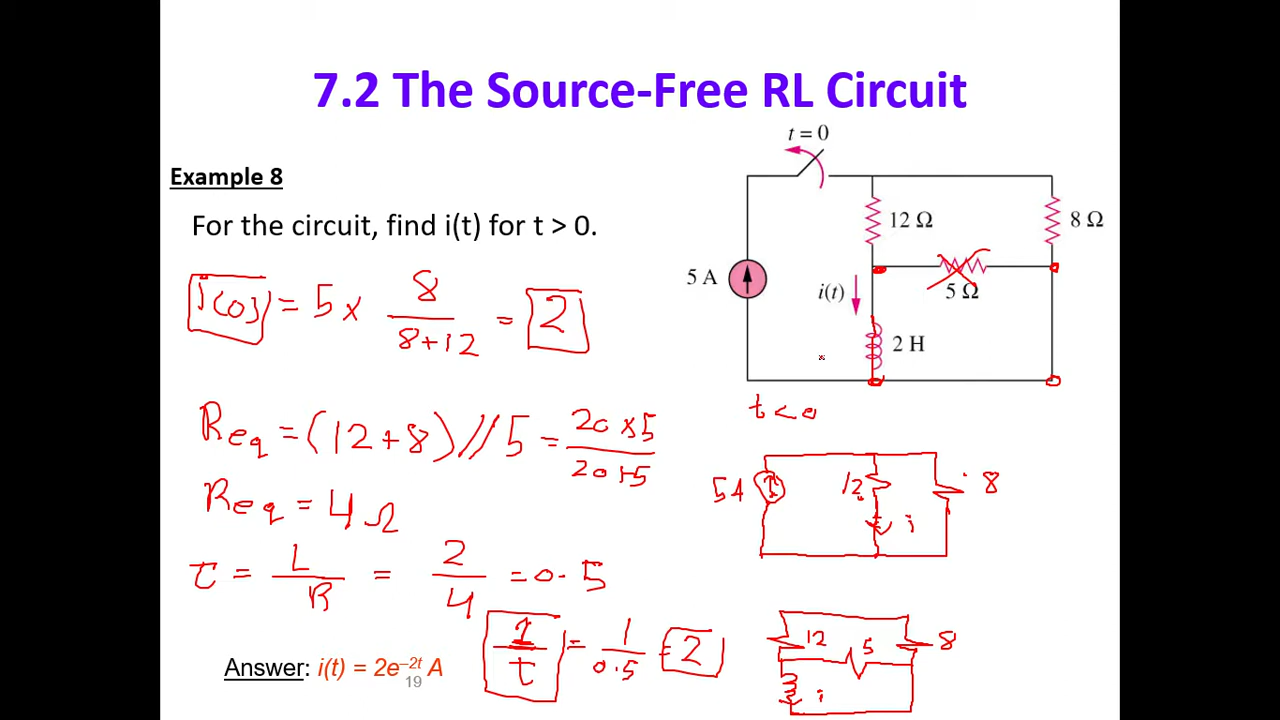 7.2 The Source-Free RL Circuit
t = 0
Example 8
For the circuit, find i(t) for t > 0.
12 Ω
8 Ω
5 A
i(t)
5 Ω
2 H
i(0) = 5 × 8 / (8+12) = 2
t < 0
Req = (12+8) // 5 = 20 × 5 / (20+5)
5A 12 i 8
Req = 4 Ω
τ = L / R = 2 / 4 = 0.5
1 / τ = 1 / 0.5 = 2
12 5 8
i
Answer: i(t) = 2e^–2t A
19